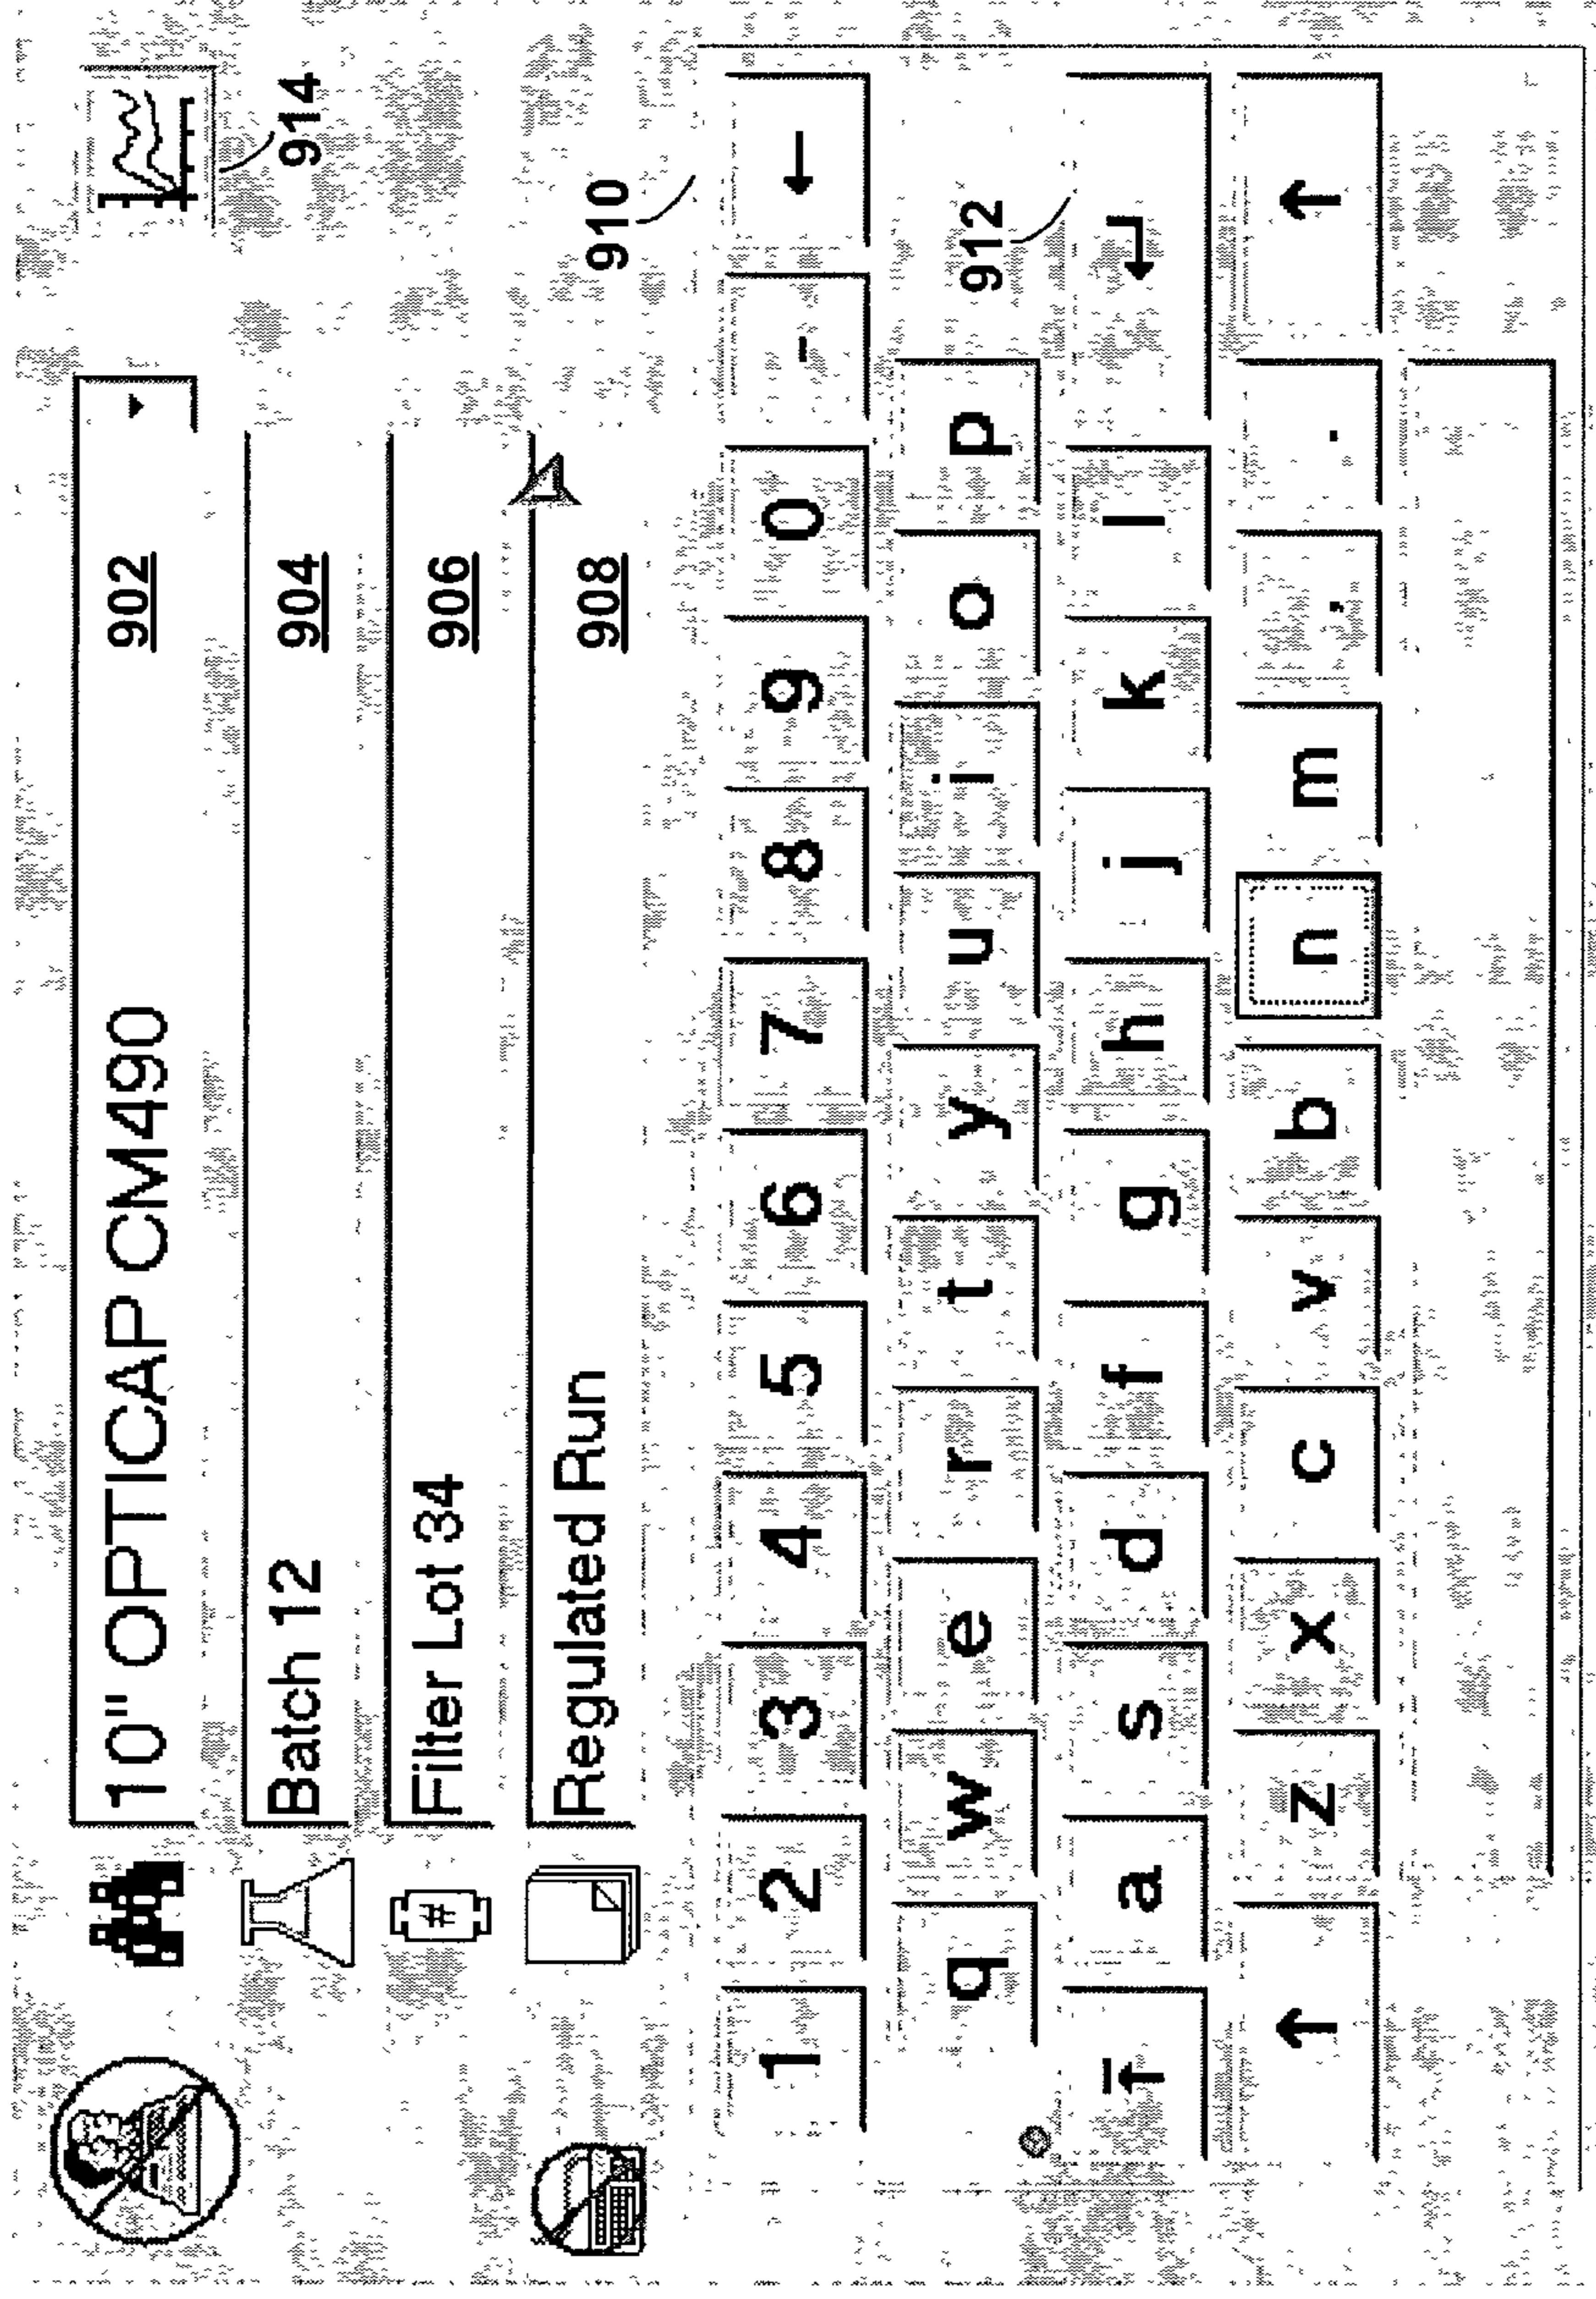 10" OPTICAP CM490 902
914
Batch 12 904
# Filter Lot 34 906
Regulated Run 908
910
1 2 3 4 5 6 7 8 9 0 - ←
q w e r t y u i o p
912
a s d f g h j k l ↵
↑ z x c v b n m , . ↑